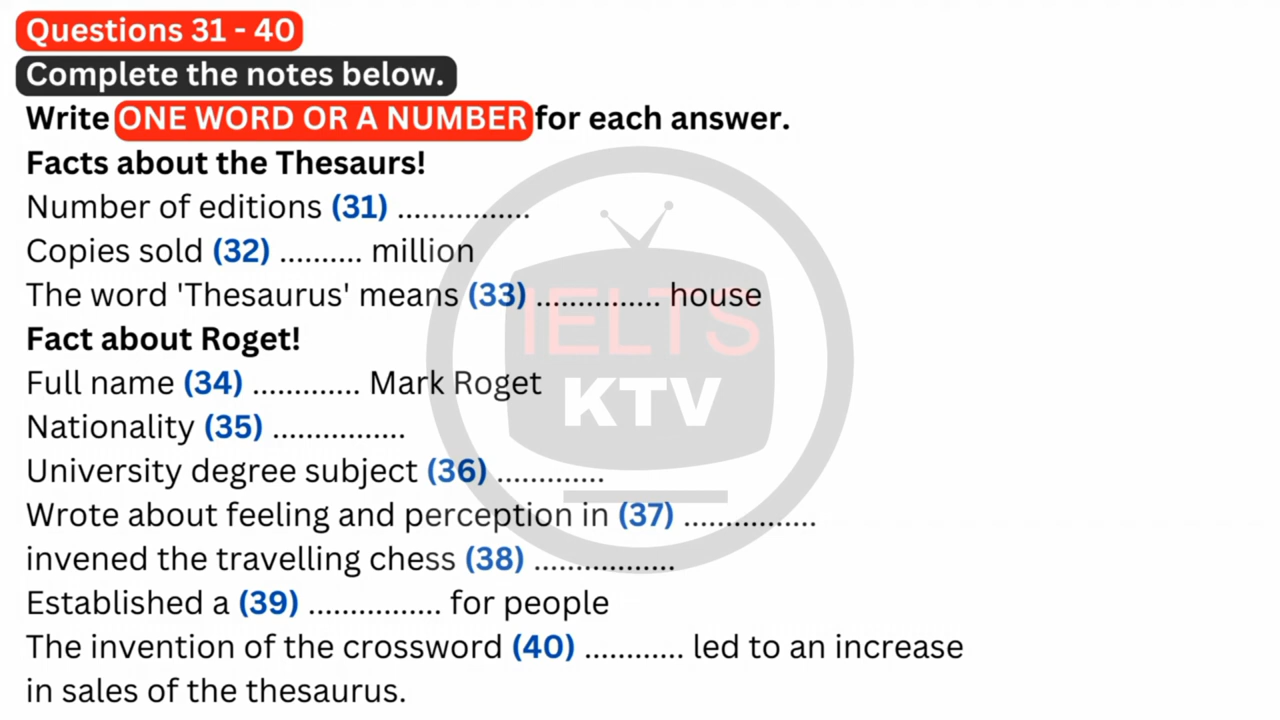 Questions 31 - 40
Complete the notes below.
Write ONE WORD OR A NUMBER for each answer.
Facts about the Thesaurs!
Number of editions (31) ................
Copies sold (32) .......... million
The word 'Thesaurus' means (33) ............... house
Fact about Roget!
Full name (34) ............. Mark Roget
Nationality (35) ................
University degree subject (36) .............
Wrote about feeling and perception in (37) ................
invened the travelling chess (38) .................
Established a (39) ................ for people
The invention of the crossword (40) ............ led to an increase
in sales of the thesaurus.
IELTS
KTV